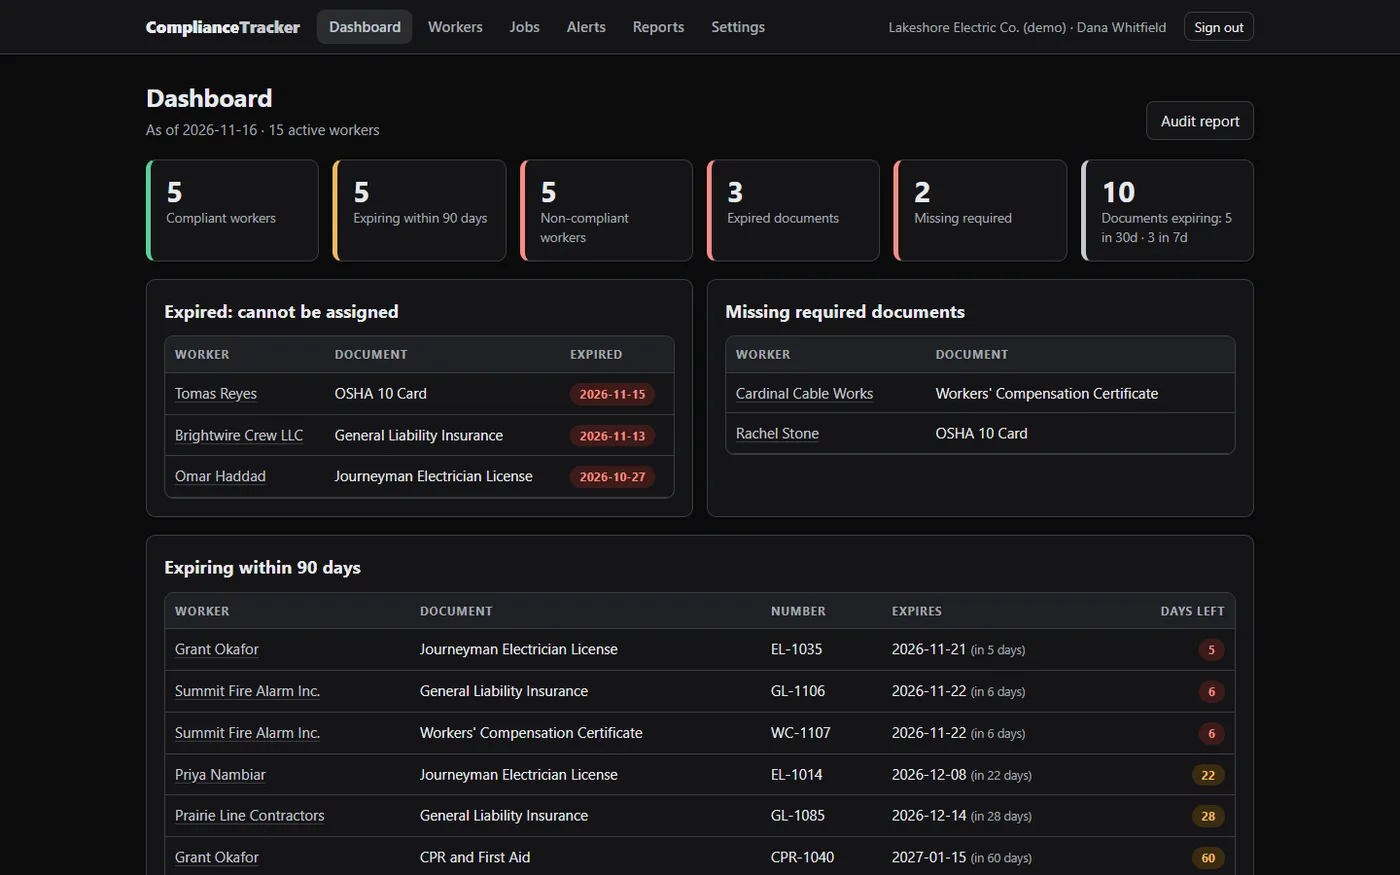 ComplianceTracker Dashboard Workers Jobs Alerts Reports Settings Lakeshore Electric Co. (demo) · Dana Whitfield Sign out
Dashboard
As of 2026-11-16 · 15 active workers
Audit report
5
Compliant workers
5
Expiring within 90 days
5
Non-compliant
workers
3
Expired documents
2
Missing required
10
Documents expiring: 5
in 30d · 3 in 7d
Expired: cannot be assigned
WORKER DOCUMENT EXPIRED
Tomas Reyes OSHA 10 Card 2026-11-15
Brightwire Crew LLC General Liability Insurance 2026-11-13
Omar Haddad Journeyman Electrician License 2026-10-27
Missing required documents
WORKER DOCUMENT
Cardinal Cable Works Workers' Compensation Certificate
Rachel Stone OSHA 10 Card
Expiring within 90 days
WORKER DOCUMENT NUMBER EXPIRES DAYS LEFT
Grant Okafor Journeyman Electrician License EL-1035 2026-11-21 (in 5 days) 5
Summit Fire Alarm Inc. General Liability Insurance GL-1106 2026-11-22 (in 6 days) 6
Summit Fire Alarm Inc. Workers' Compensation Certificate WC-1107 2026-11-22 (in 6 days) 6
Priya Nambiar Journeyman Electrician License EL-1014 2026-12-08 (in 22 days) 22
Prairie Line Contractors General Liability Insurance GL-1085 2026-12-14 (in 28 days) 28
Grant Okafor CPR and First Aid CPR-1040 2027-01-15 (in 60 days) 60